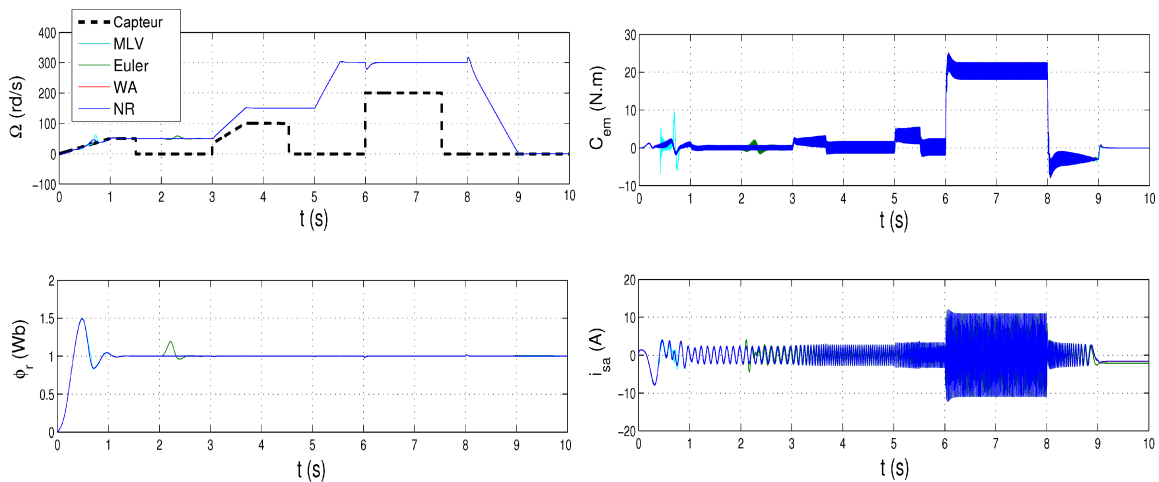 Capteur
MLV
Euler
WA
NR
400
300
200
100
0
−100
Ω (rd/s)
0 1 2 3 4 5 6 7 8 9 10
t (s)
30
20
10
0
−10
C_em (N.m)
0 1 2 3 4 5 6 7 8 9 10
t (s)
2
1.5
1
0.5
0
ϕ_r (Wb)
0 1 2 3 4 5 6 7 8 9 10
t (s)
20
10
0
−10
−20
i_sa (A)
0 1 2 3 4 5 6 7 8 9 10
t (s)